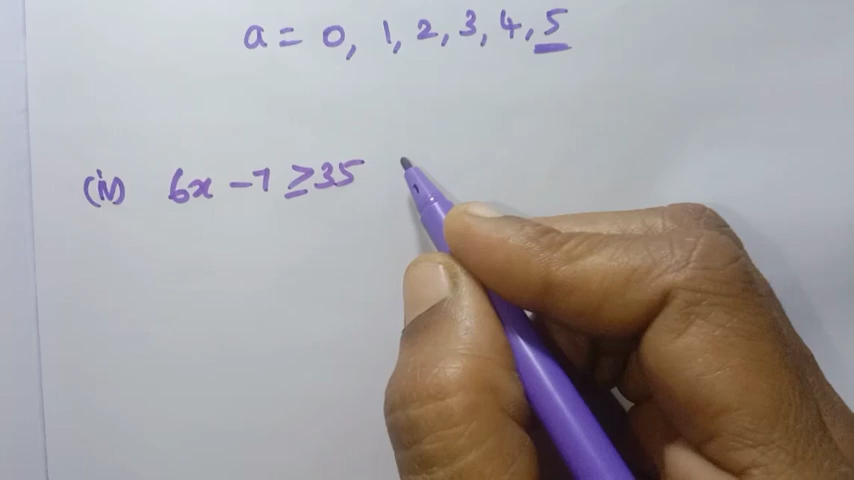 a = 0, 1, 2, 3, 4, 5
(iv) 6x - 7 ≥ 35